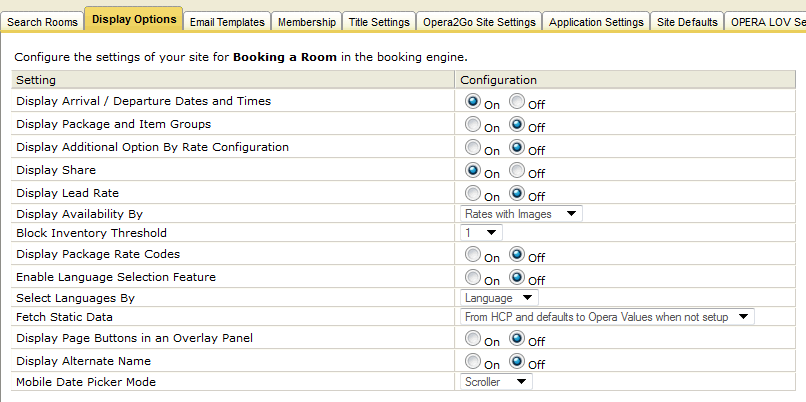 Search Rooms Display Options Email Templates Membership Title Settings Opera2Go Site Settings Application Settings Site Defaults OPERA LOV Se
Configure the settings of your site for Booking a Room in the booking engine.
Setting Configuration
Display Arrival / Departure Dates and Times On Off
Display Package and Item Groups On Off
Display Additional Option By Rate Configuration On Off
Display Share On Off
Display Lead Rate On Off
Display Availability By Rates with Images
Block Inventory Threshold 1
Display Package Rate Codes On Off
Enable Language Selection Feature On Off
Select Languages By Language
Fetch Static Data From HCP and defaults to Opera Values when not setup
Display Page Buttons in an Overlay Panel On Off
Display Alternate Name On Off
Mobile Date Picker Mode Scroller